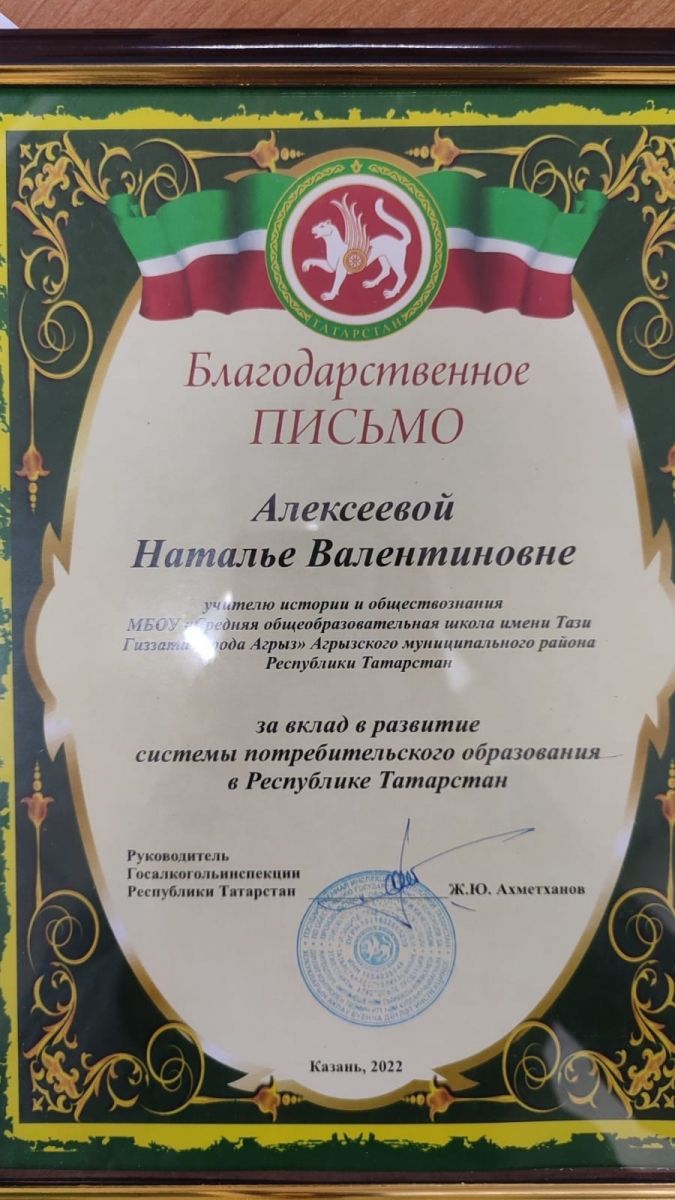 ТАТАРСТАН
Благодарственное
ПИСЬМО
Алексеевой
Наталье Валентиновне
учителю истории и обществознания
МБОУ «Средняя общеобразовательная школа имени Тази
Гиззата города Агрыз» Агрызского муниципального района
Республики Татарстан
за вклад в развитие
системы потребительского образования
в Республике Татарстан
Руководитель
Госалкогольинспекции
Республики Татарстан
Ж.Ю. Ахметханов
Казань, 2022